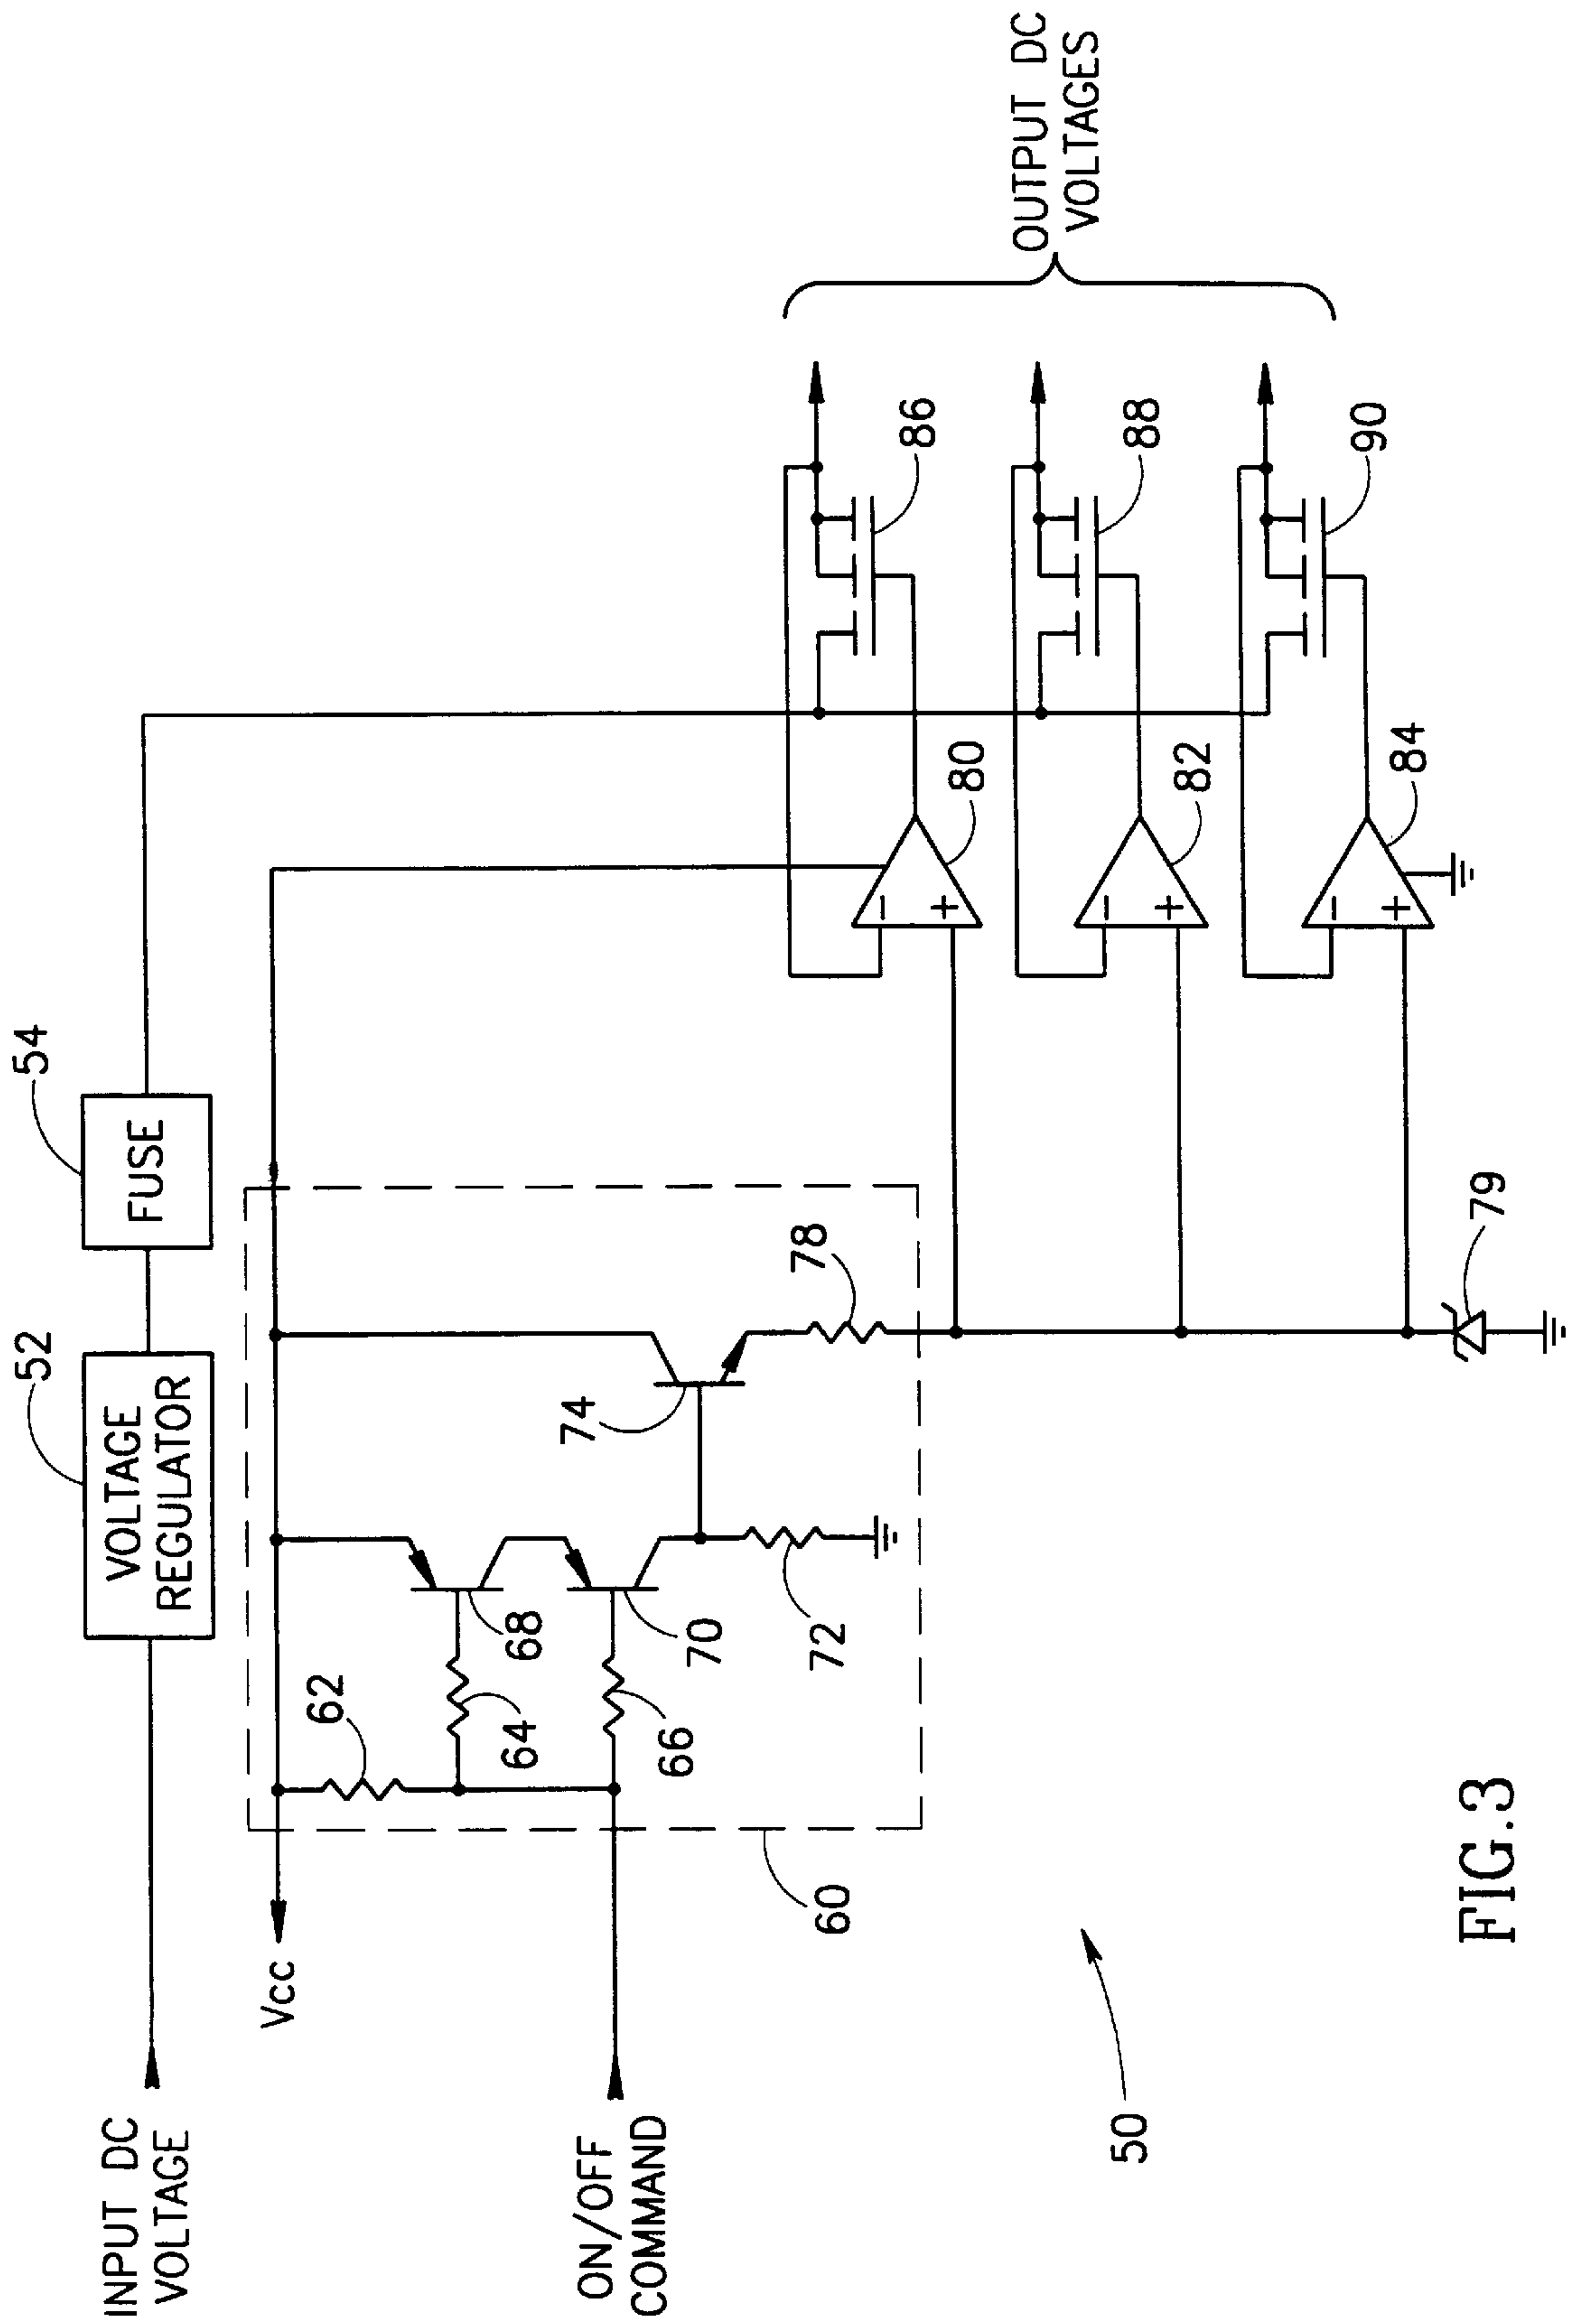 INPUT DC
VOLTAGE
52
VOLTAGE
REGULATOR
54
FUSE
Vcc
ON/OFF
COMMAND
60
62
64
66
68
70
72
74
78
79
80
-
+
82
-
+
84
-
+
86
88
90
OUTPUT DC
VOLTAGES
50
FIG.3